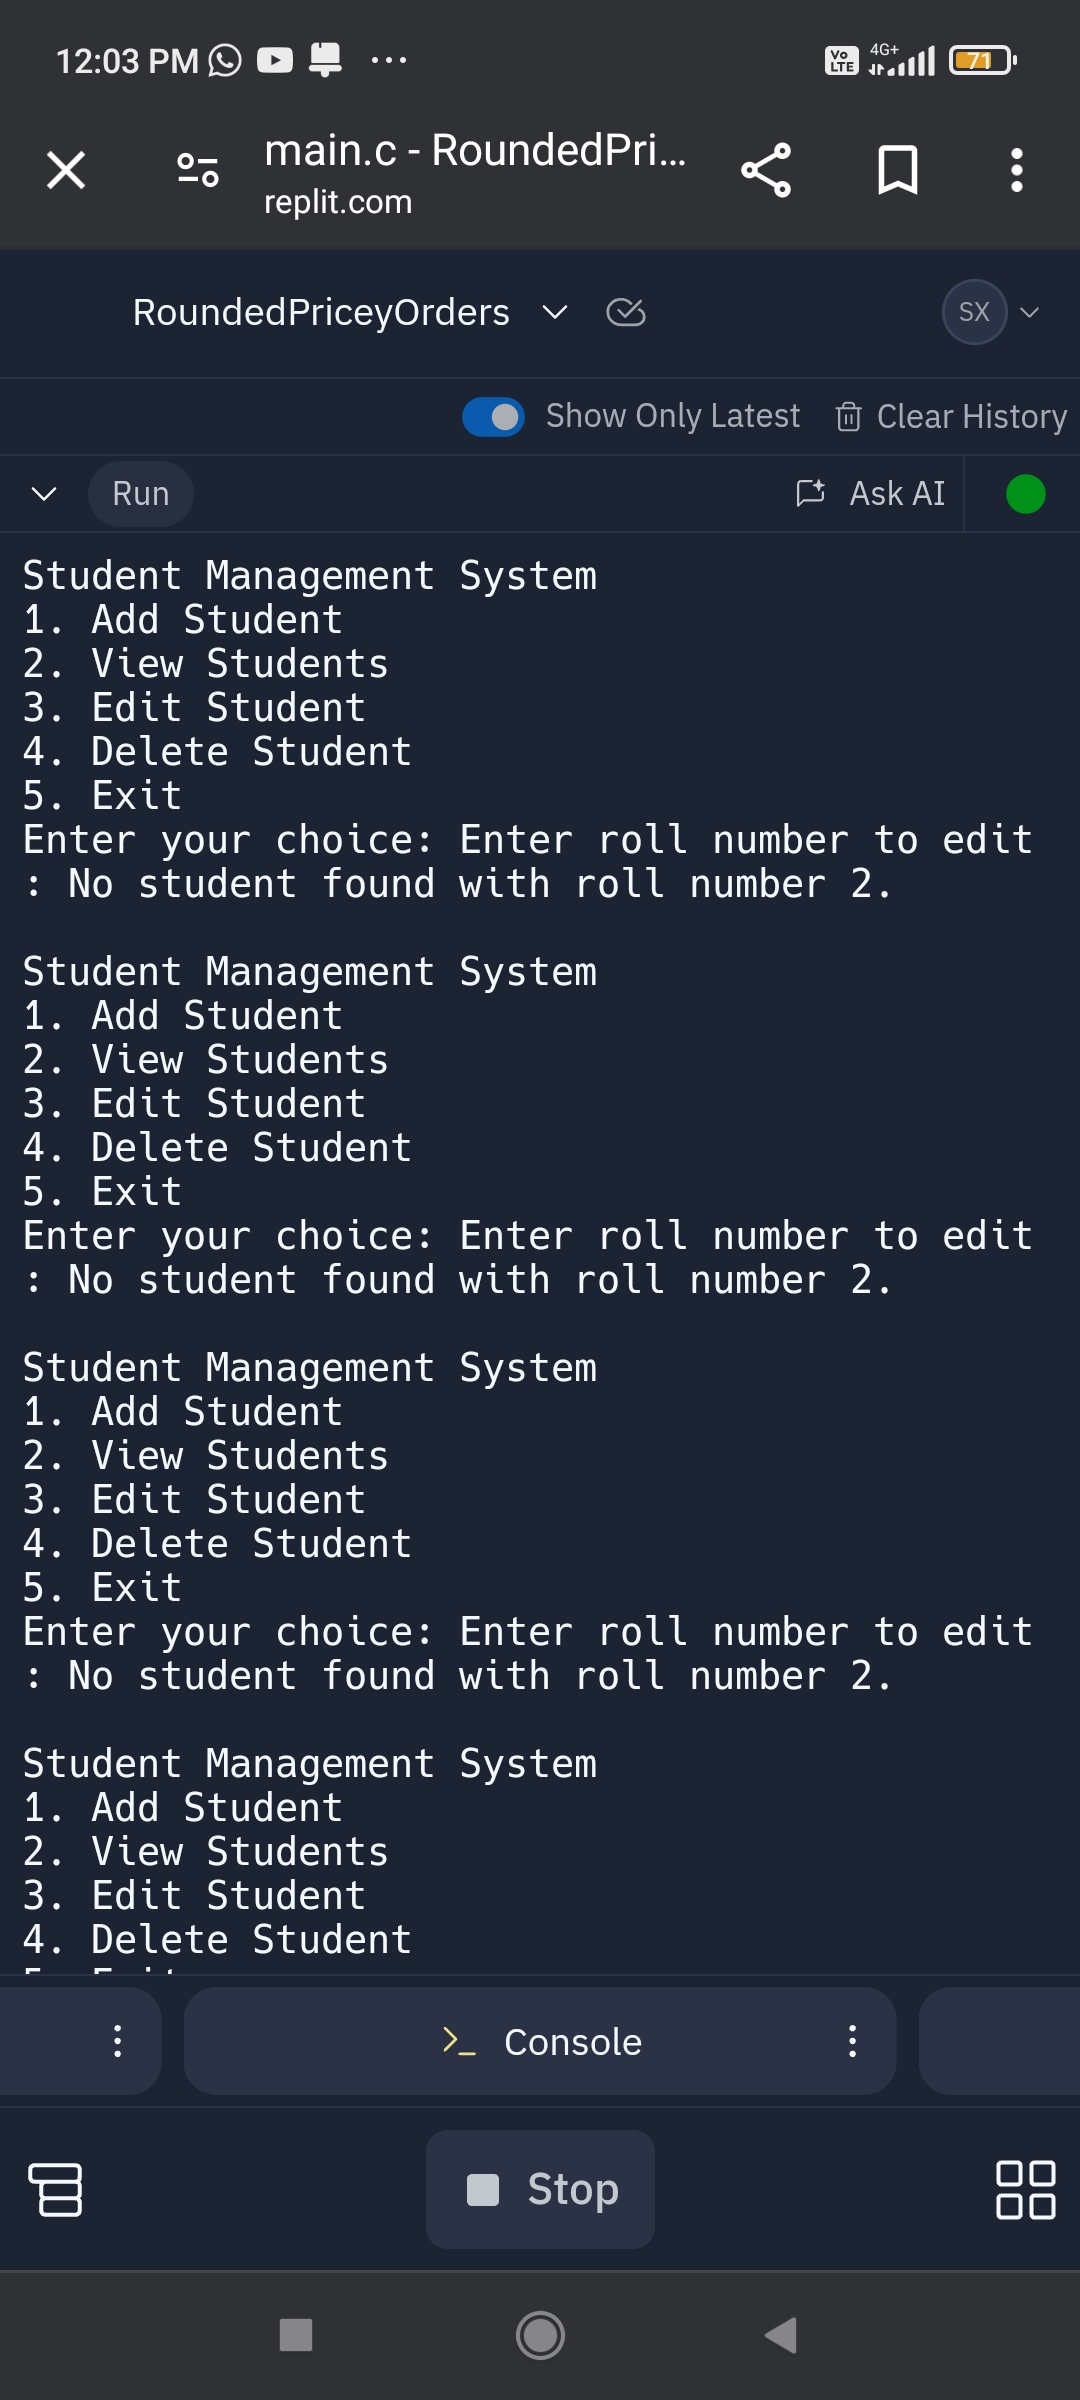 12:03 PM
Vo LTE 4G+ 71
main.c - RoundedPri...
replit.com
RoundedPriceyOrders
SX
Show Only Latest
Clear History
Run
Ask AI
Student Management System
1. Add Student
2. View Students
3. Edit Student
4. Delete Student
5. Exit
Enter your choice: Enter roll number to edit
: No student found with roll number 2.
Student Management System
1. Add Student
2. View Students
3. Edit Student
4. Delete Student
5. Exit
Enter your choice: Enter roll number to edit
: No student found with roll number 2.
Student Management System
1. Add Student
2. View Students
3. Edit Student
4. Delete Student
5. Exit
Enter your choice: Enter roll number to edit
: No student found with roll number 2.
Student Management System
1. Add Student
2. View Students
3. Edit Student
4. Delete Student
5. Exit
Console
Stop